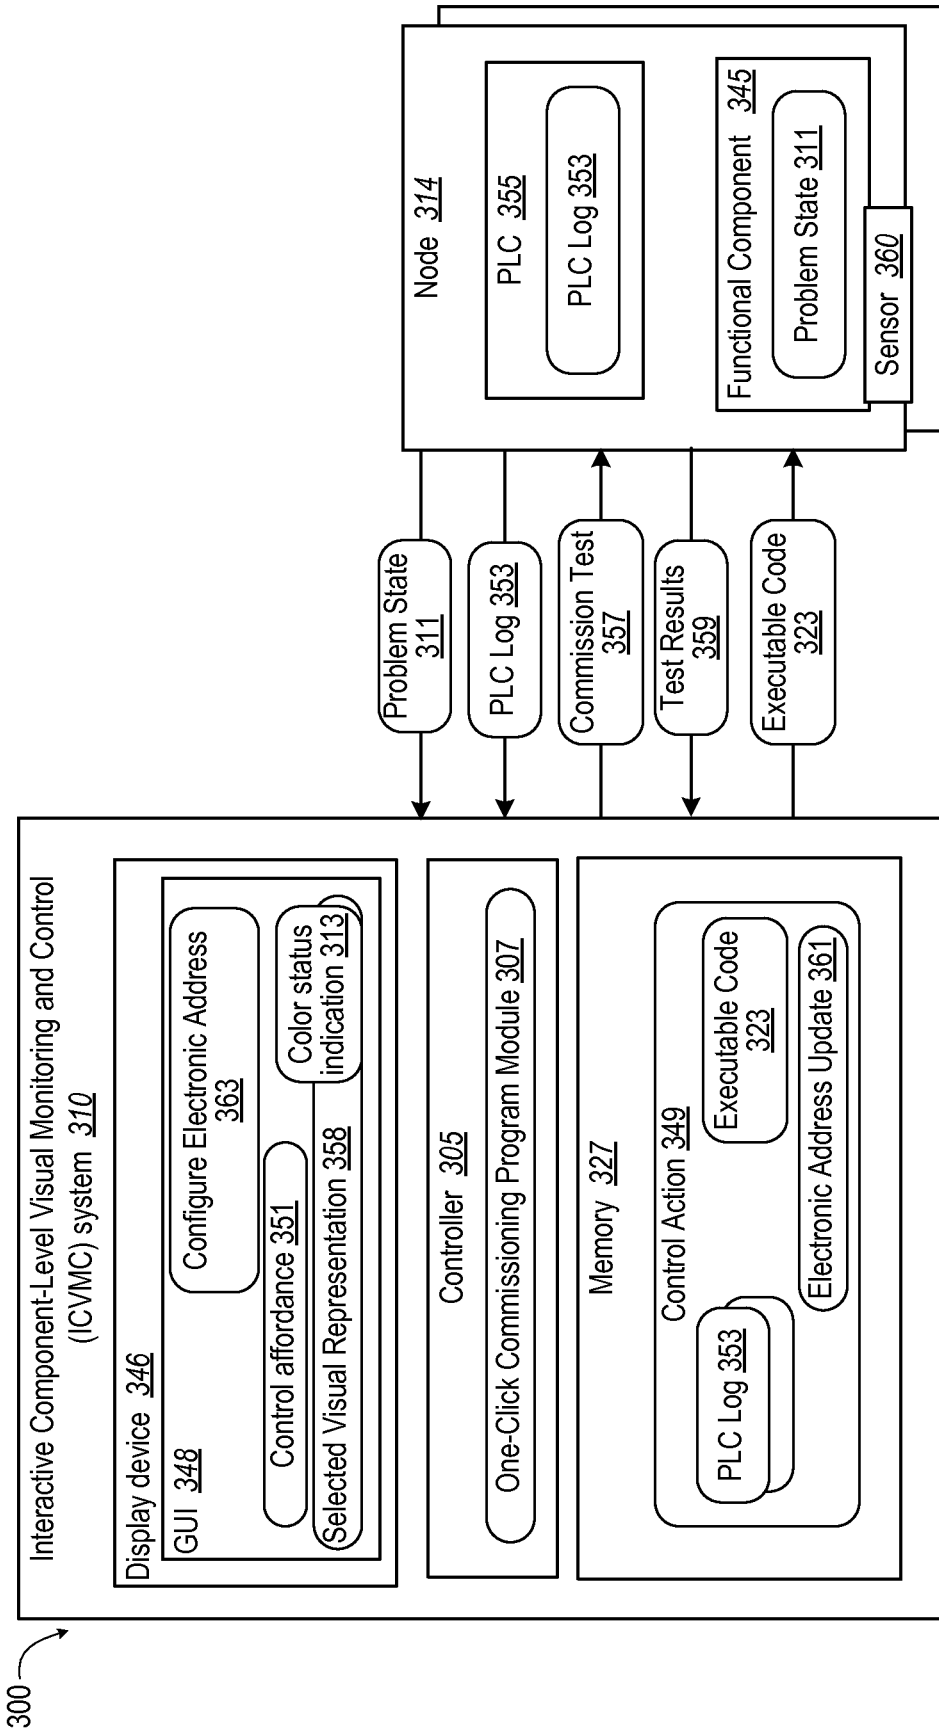 300
Interactive Component-Level Visual Monitoring and Control
(ICVMC) system 310
Display device 346
GUI 348
Configure Electronic Address
363
Control affordance 351
Color status
indication 313
Selected Visual Representation 358
Controller 305
One-Click Commissioning Program Module 307
Memory 327
Control Action 349
PLC Log 353
Executable Code
323
Electronic Address Update 361
Problem State
311
PLC Log 353
Commission Test
357
Test Results
359
Executable Code
323
Node 314
PLC 355
PLC Log 353
Functional Component 345
Problem State 311
Sensor 360